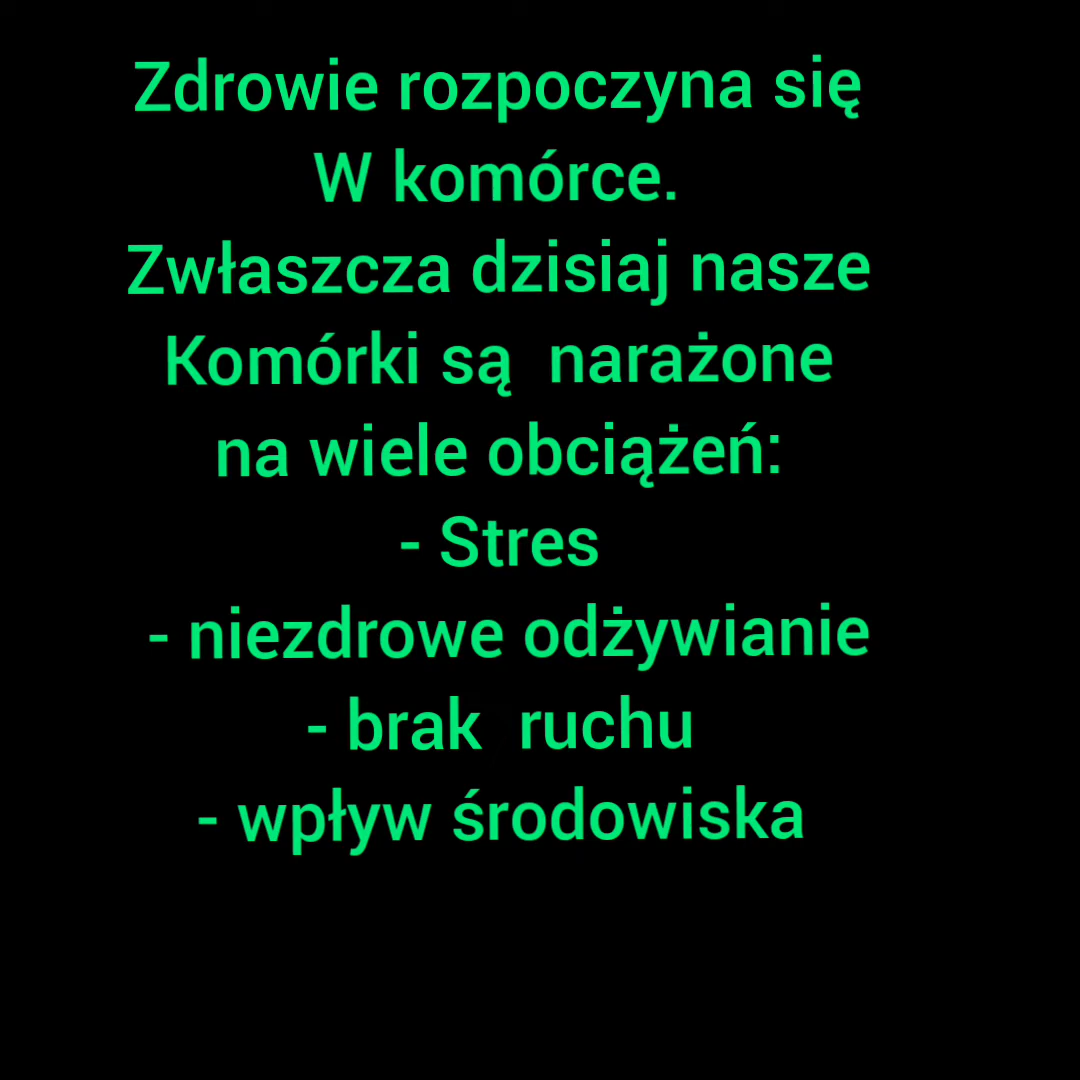 Zdrowie rozpoczyna się
W komórce.
Zwłaszcza dzisiaj nasze
Komórki są  narażone
na wiele obciążeń:
- Stres
- niezdrowe odżywianie
- brak  ruchu
- wpływ środowiska